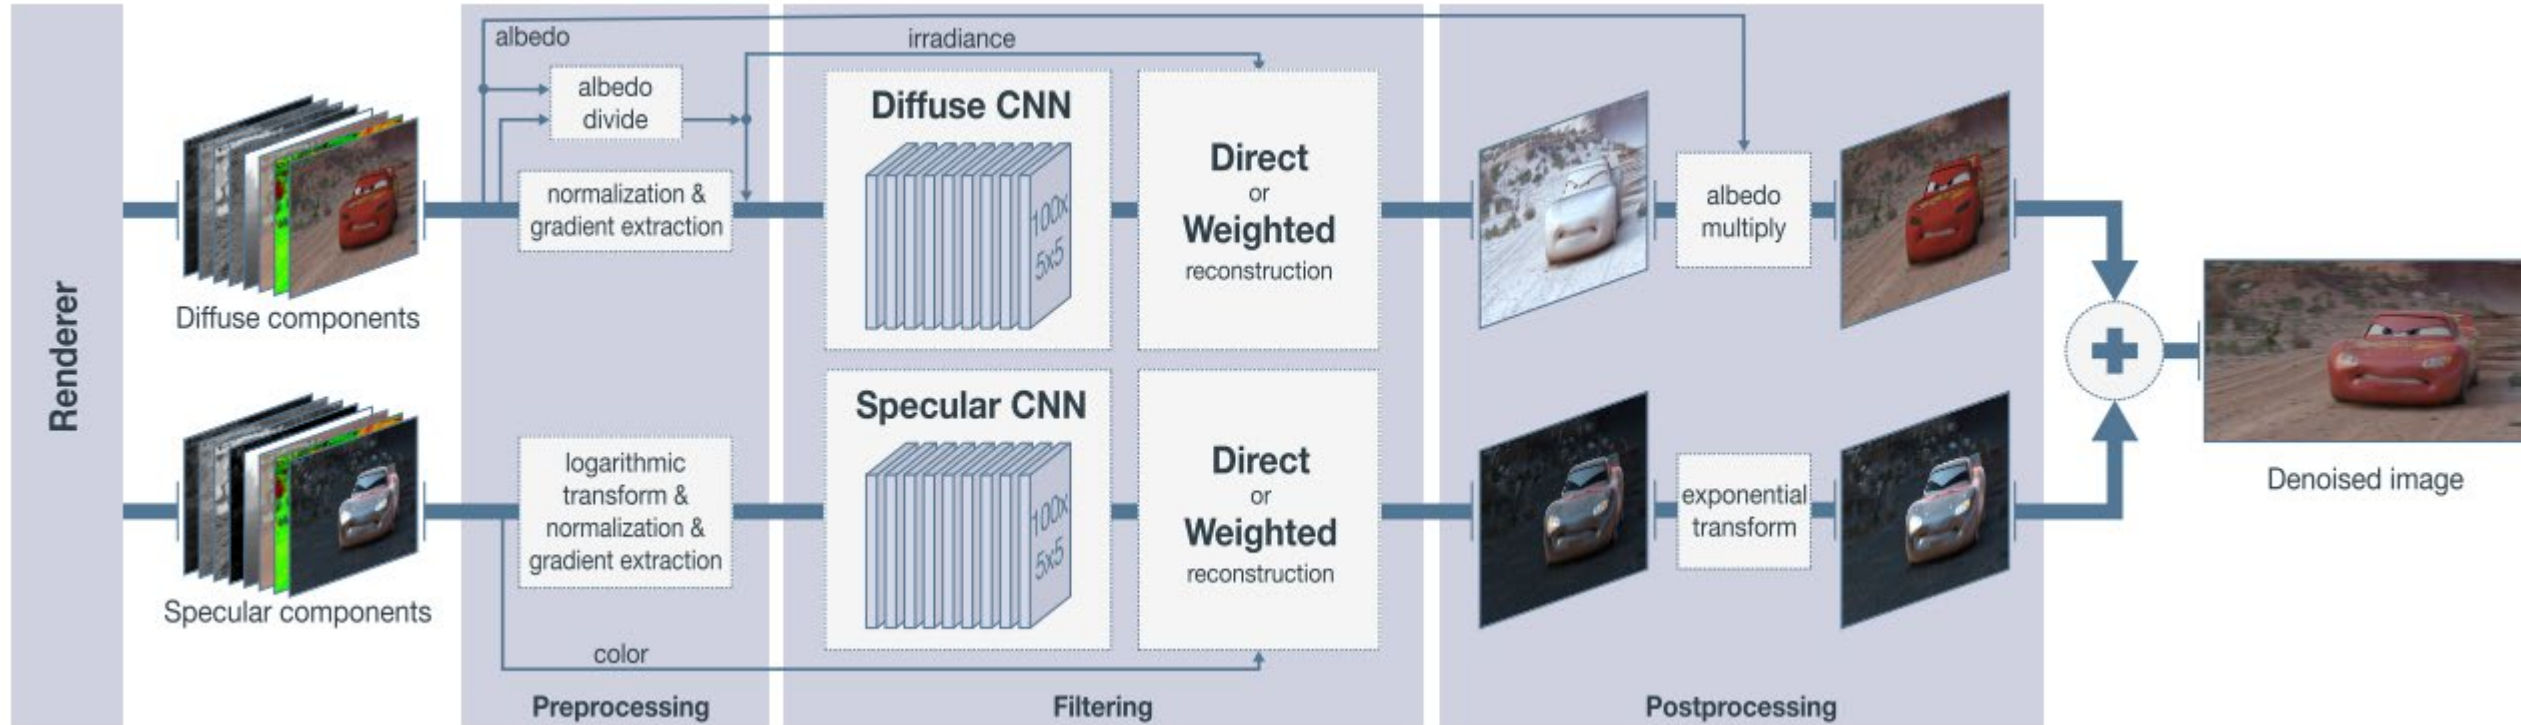 Renderer
Diffuse components
Specular components
albedo
albedo
divide
normalization &
gradient extraction
logarithmic
transform &
normalization &
gradient extraction
color
Preprocessing
irradiance
Diffuse CNN
100x
5x5
Direct
or
Weighted
reconstruction
Specular CNN
100x
5x5
Direct
or
Weighted
reconstruction
Filtering
albedo
multiply
exponential
transform
Postprocessing
Denoised image